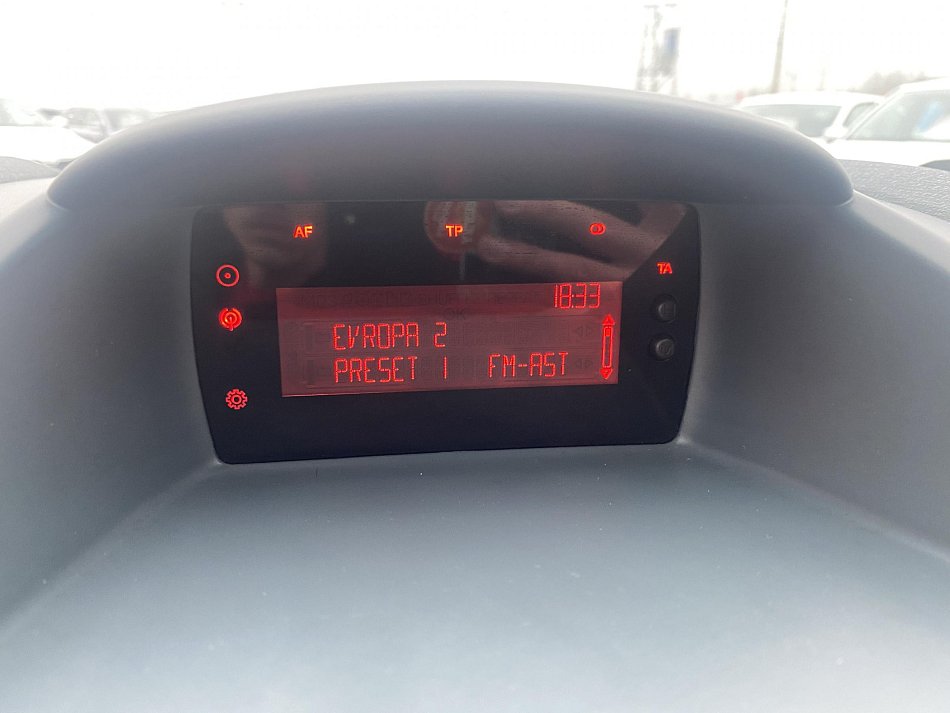 AF TP
TA
18:33
EVROPA 2
PRESET 1 FM-AST